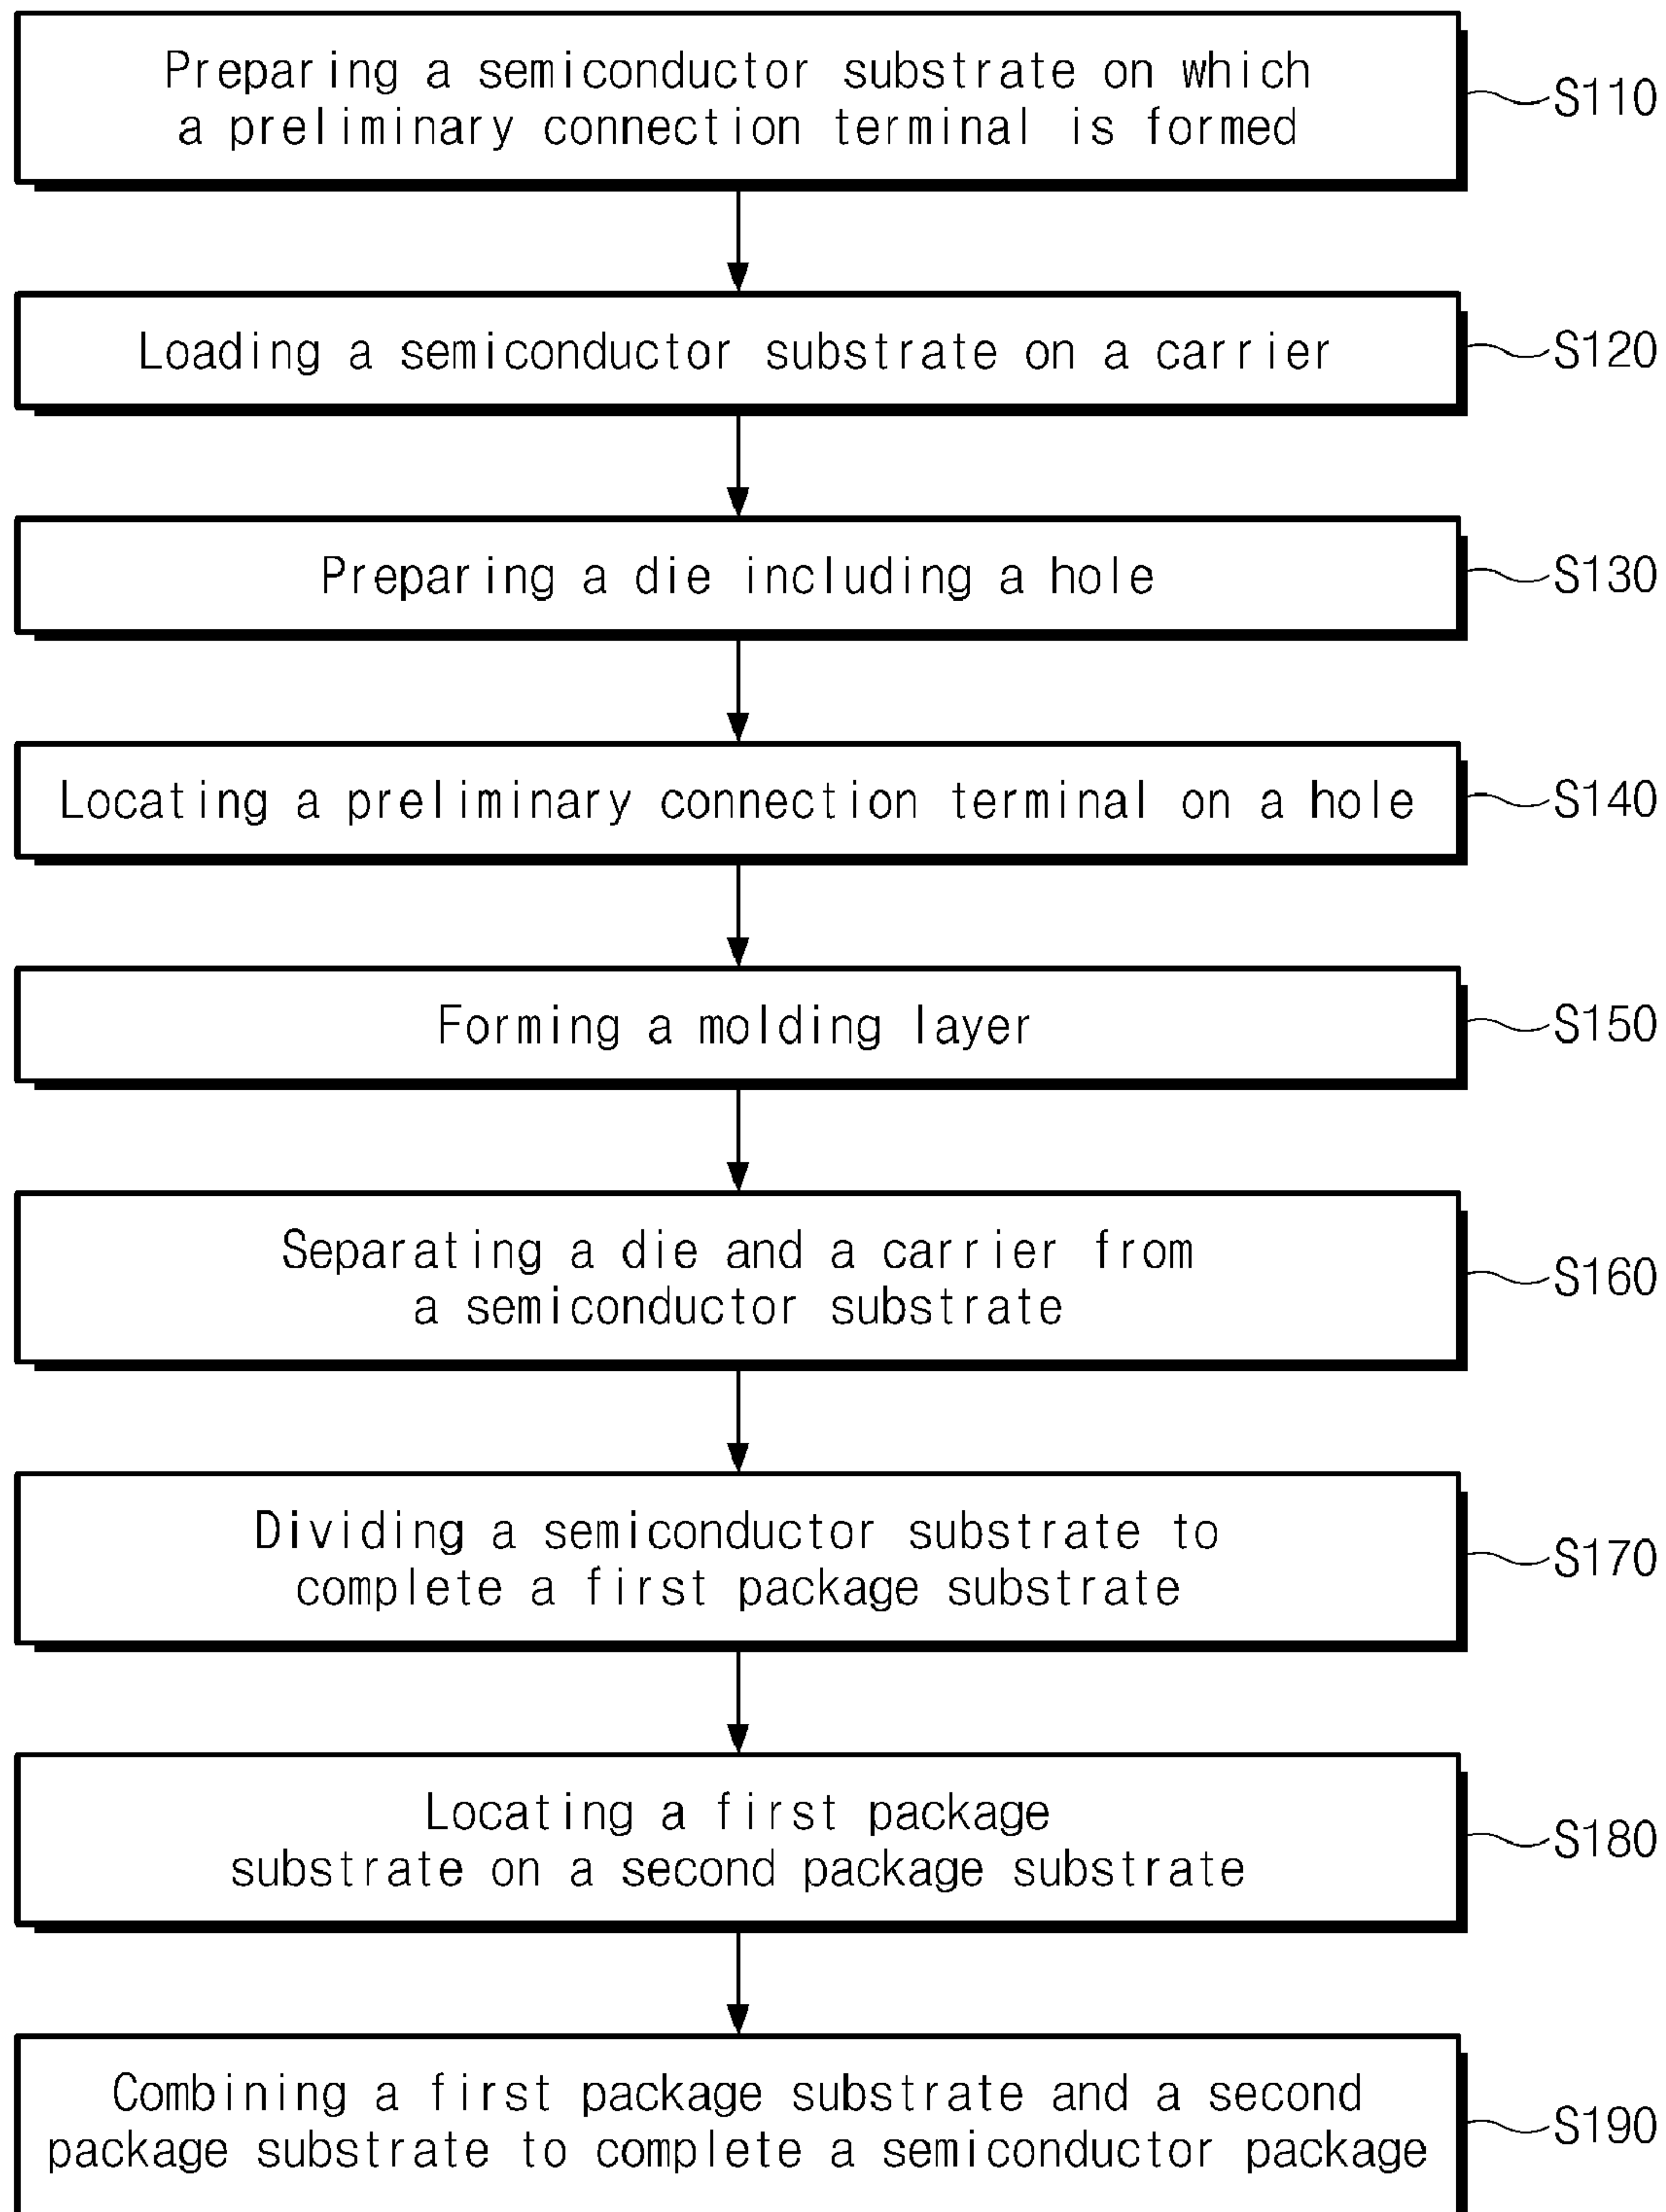 Preparing a semiconductor substrate on which
a preliminary connection terminal is formed
S110
Loading a semiconductor substrate on a carrier
S120
Preparing a die including a hole
S130
Locating a preliminary connection terminal on a hole
S140
Forming a molding layer
S150
Separating a die and a carrier from
a semiconductor substrate
S160
Dividing a semiconductor substrate to
complete a first package substrate
S170
Locating a first package
substrate on a second package substrate
S180
Combining a first package substrate and a second
package substrate to complete a semiconductor package
S190